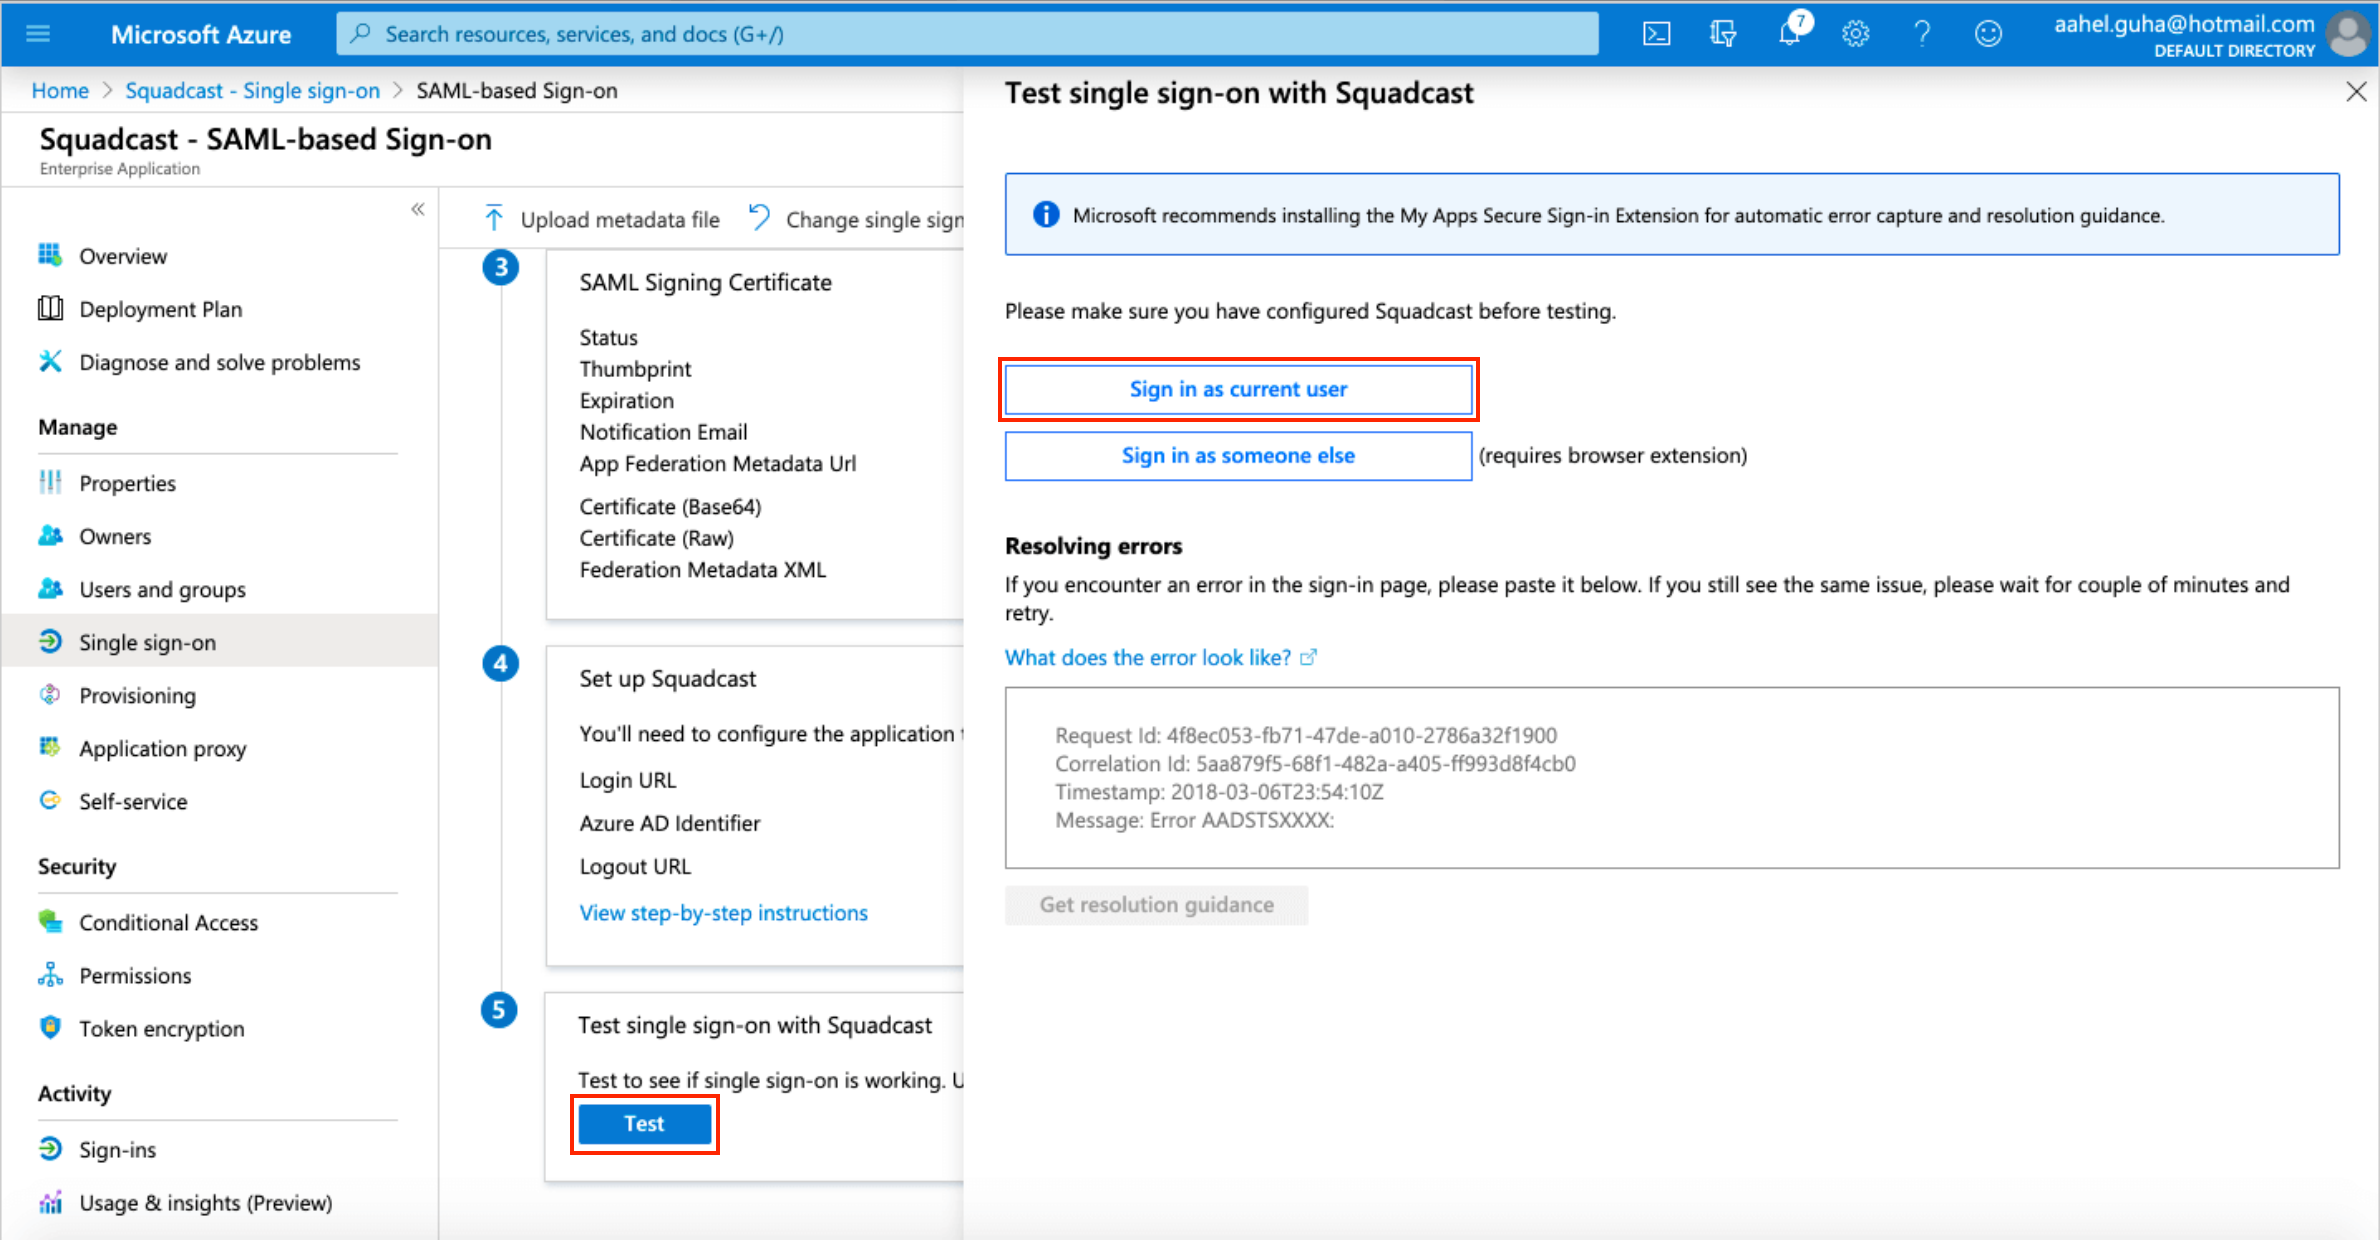 Microsoft Azure
Search resources, services, and docs (G+/)
7
aahel.guha@hotmail.com
DEFAULT DIRECTORY
Home > Squadcast - Single sign-on > SAML-based Sign-on
Squadcast - SAML-based Sign-on
Enterprise Application
«
Overview
Deployment Plan
Diagnose and solve problems
Manage
Properties
Owners
Users and groups
Single sign-on
Provisioning
Application proxy
Self-service
Security
Conditional Access
Permissions
Token encryption
Activity
Sign-ins
Usage & insights (Preview)
Upload metadata file
Change single sign
3
SAML Signing Certificate
Status
Thumbprint
Expiration
Notification Email
App Federation Metadata Url
Certificate (Base64)
Certificate (Raw)
Federation Metadata XML
4
Set up Squadcast
You'll need to configure the application
Login URL
Azure AD Identifier
Logout URL
View step-by-step instructions
5
Test single sign-on with Squadcast
Test to see if single sign-on is working. U
Test
Test single sign-on with Squadcast
Microsoft recommends installing the My Apps Secure Sign-in Extension for automatic error capture and resolution guidance.
Please make sure you have configured Squadcast before testing.
Sign in as current user
Sign in as someone else (requires browser extension)
Resolving errors
If you encounter an error in the sign-in page, please paste it below. If you still see the same issue, please wait for couple of minutes and
retry.
What does the error look like?
Request Id: 4f8ec053-fb71-47de-a010-2786a32f1900
Correlation Id: 5aa879f5-68f1-482a-a405-ff993d8f4cb0
Timestamp: 2018-03-06T23:54:10Z
Message: Error AADSTSXXXX:
Get resolution guidance